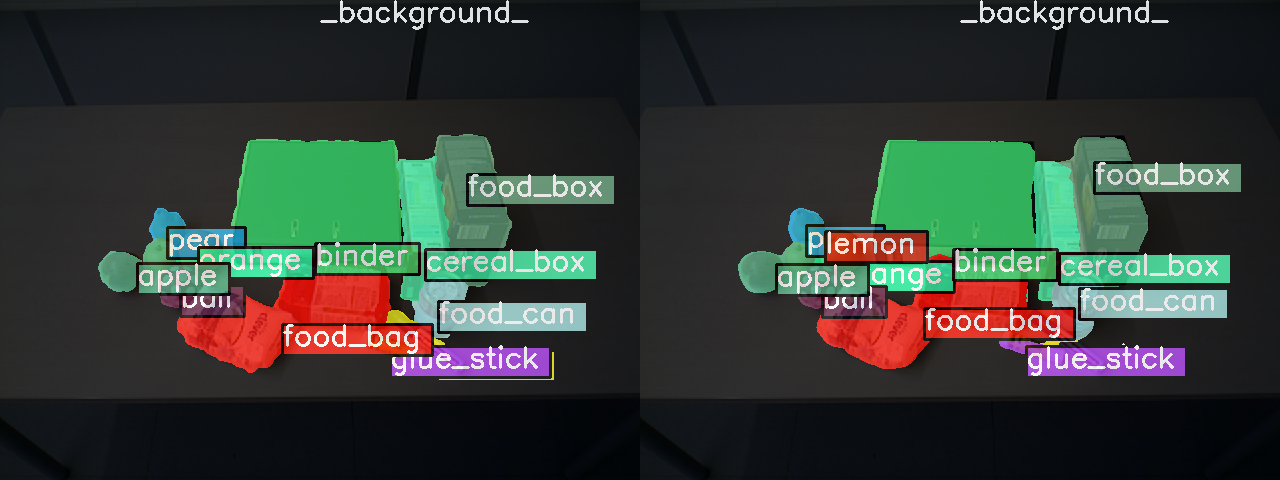 _background_
food_box
pear
orange
binder
cereal_box
apple
ball
food_can
food_bag
glue_stick
_background_
food_box
lemon
ange
binder
cereal_box
apple
ball
food_can
food_bag
glue_stick